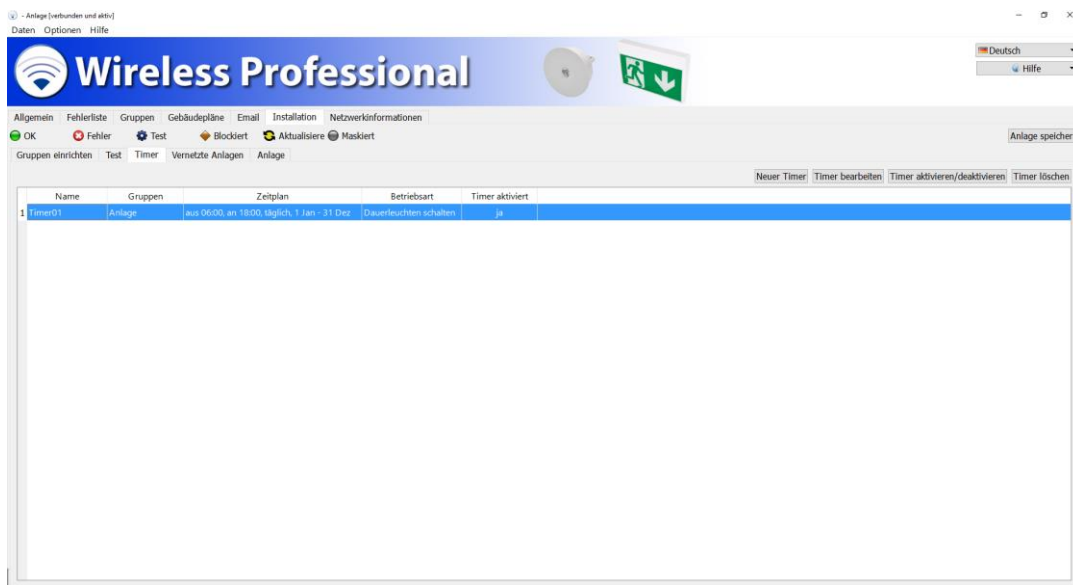 - Anlage [verbunden und aktiv]
Daten Optionen Hilfe
Wireless Professional
Deutsch
Hilfe
Allgemein Fehlerliste Gruppen Gebäudepläne Email Installation Netzwerkinformationen
OK Fehler Test Blockiert Aktualisiere Maskiert
Anlage speicher
Gruppen einrichten Test Timer Vernetzte Anlagen Anlage
Neuer Timer Timer bearbeiten Timer aktivieren/deaktivieren Timer löschen
Name Gruppen Zeitplan Betriebsart Timer aktiviert
1 Timer01 Anlage aus 06:00, an 18:00, täglich, 1 Jan - 31 Dez Dauerleuchten schalten ja